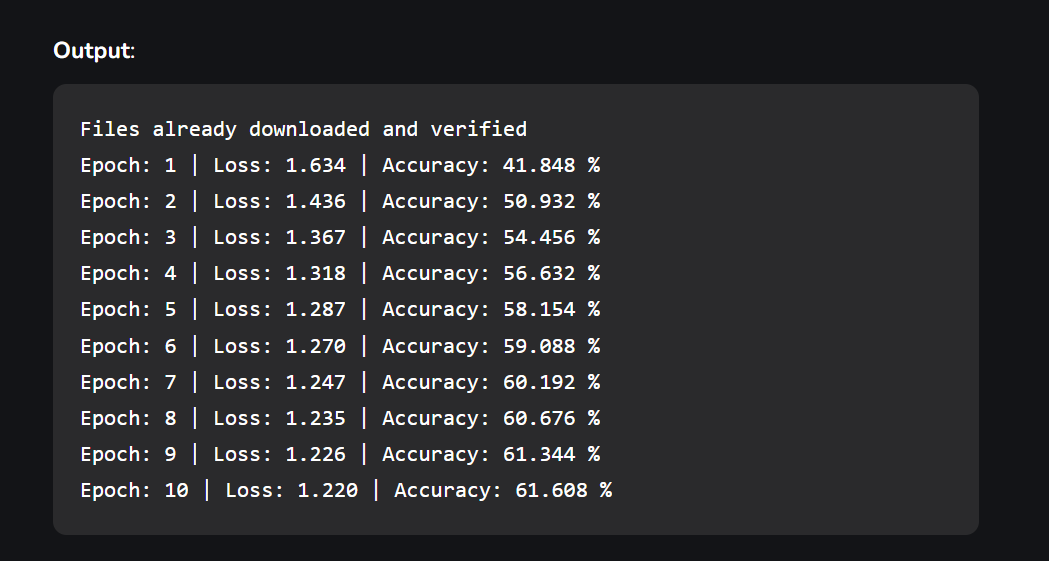 Output:
Files already downloaded and verified
Epoch: 1 | Loss: 1.634 | Accuracy: 41.848 %
Epoch: 2 | Loss: 1.436 | Accuracy: 50.932 %
Epoch: 3 | Loss: 1.367 | Accuracy: 54.456 %
Epoch: 4 | Loss: 1.318 | Accuracy: 56.632 %
Epoch: 5 | Loss: 1.287 | Accuracy: 58.154 %
Epoch: 6 | Loss: 1.270 | Accuracy: 59.088 %
Epoch: 7 | Loss: 1.247 | Accuracy: 60.192 %
Epoch: 8 | Loss: 1.235 | Accuracy: 60.676 %
Epoch: 9 | Loss: 1.226 | Accuracy: 61.344 %
Epoch: 10 | Loss: 1.220 | Accuracy: 61.608 %